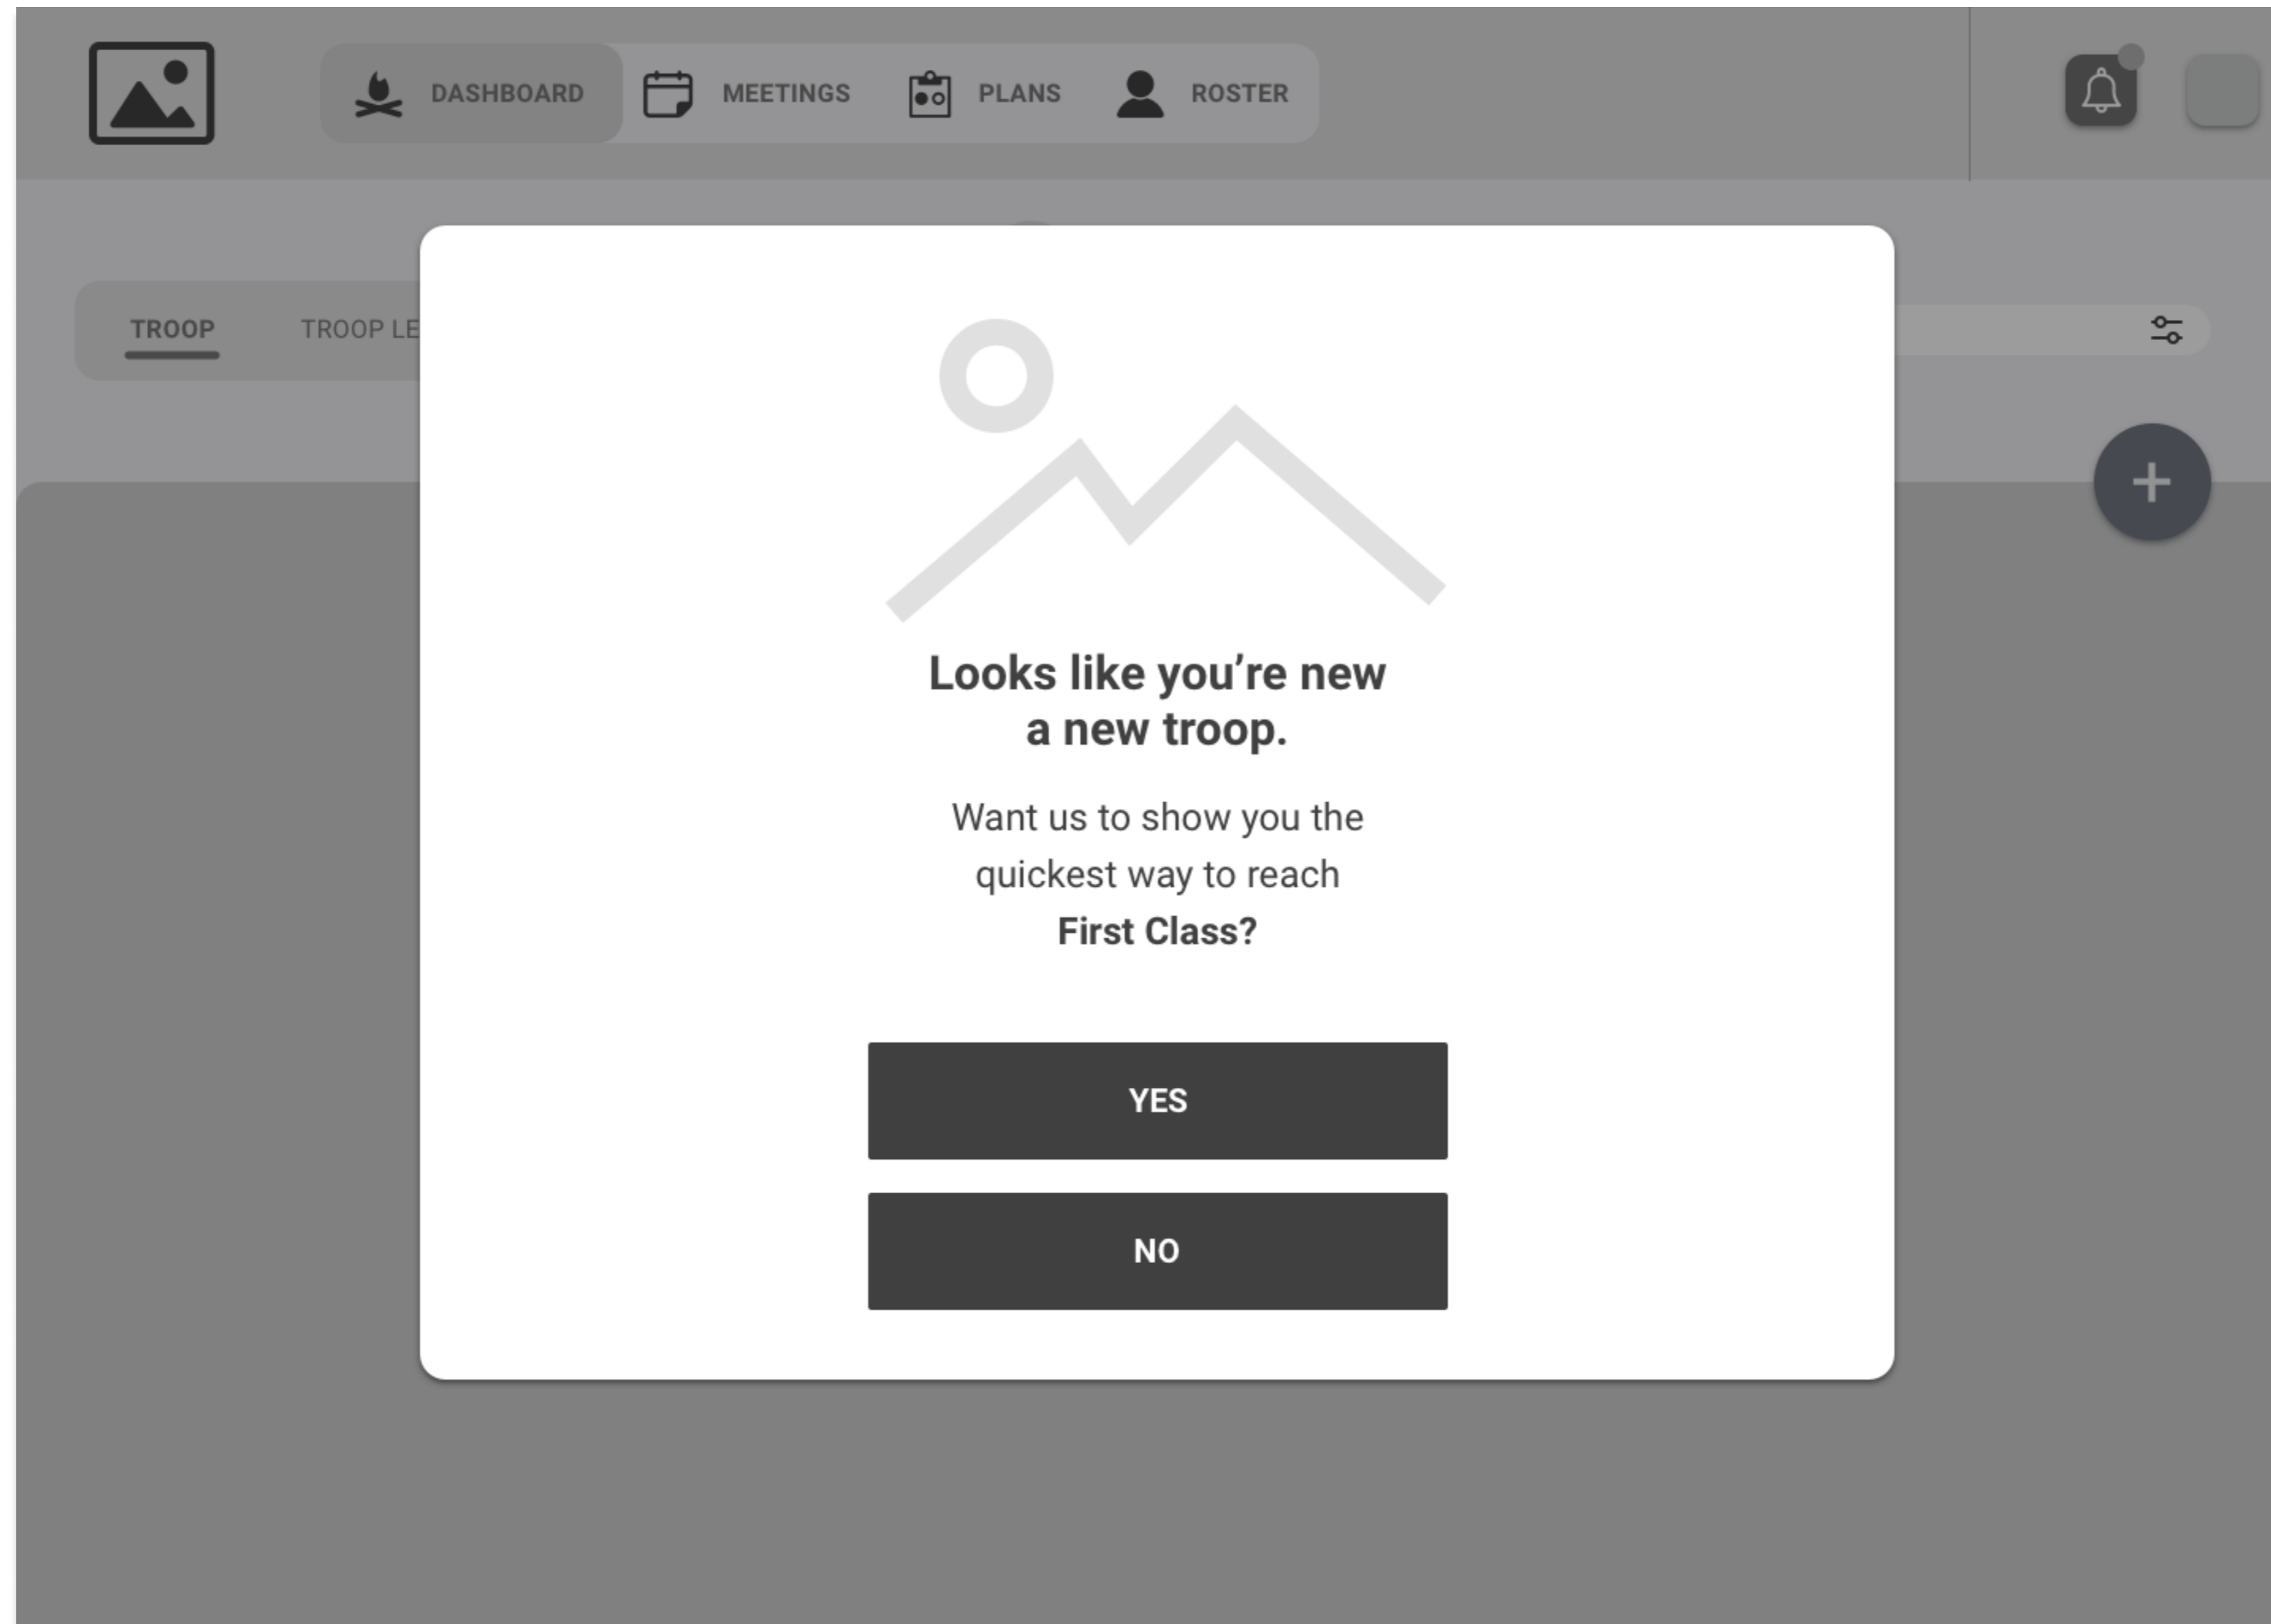 DASHBOARD MEETINGS PLANS ROSTER
TROOP TROOP LE
Looks like you’re new
a new troop.
Want us to show you the
quickest way to reach
First Class?
YES
NO